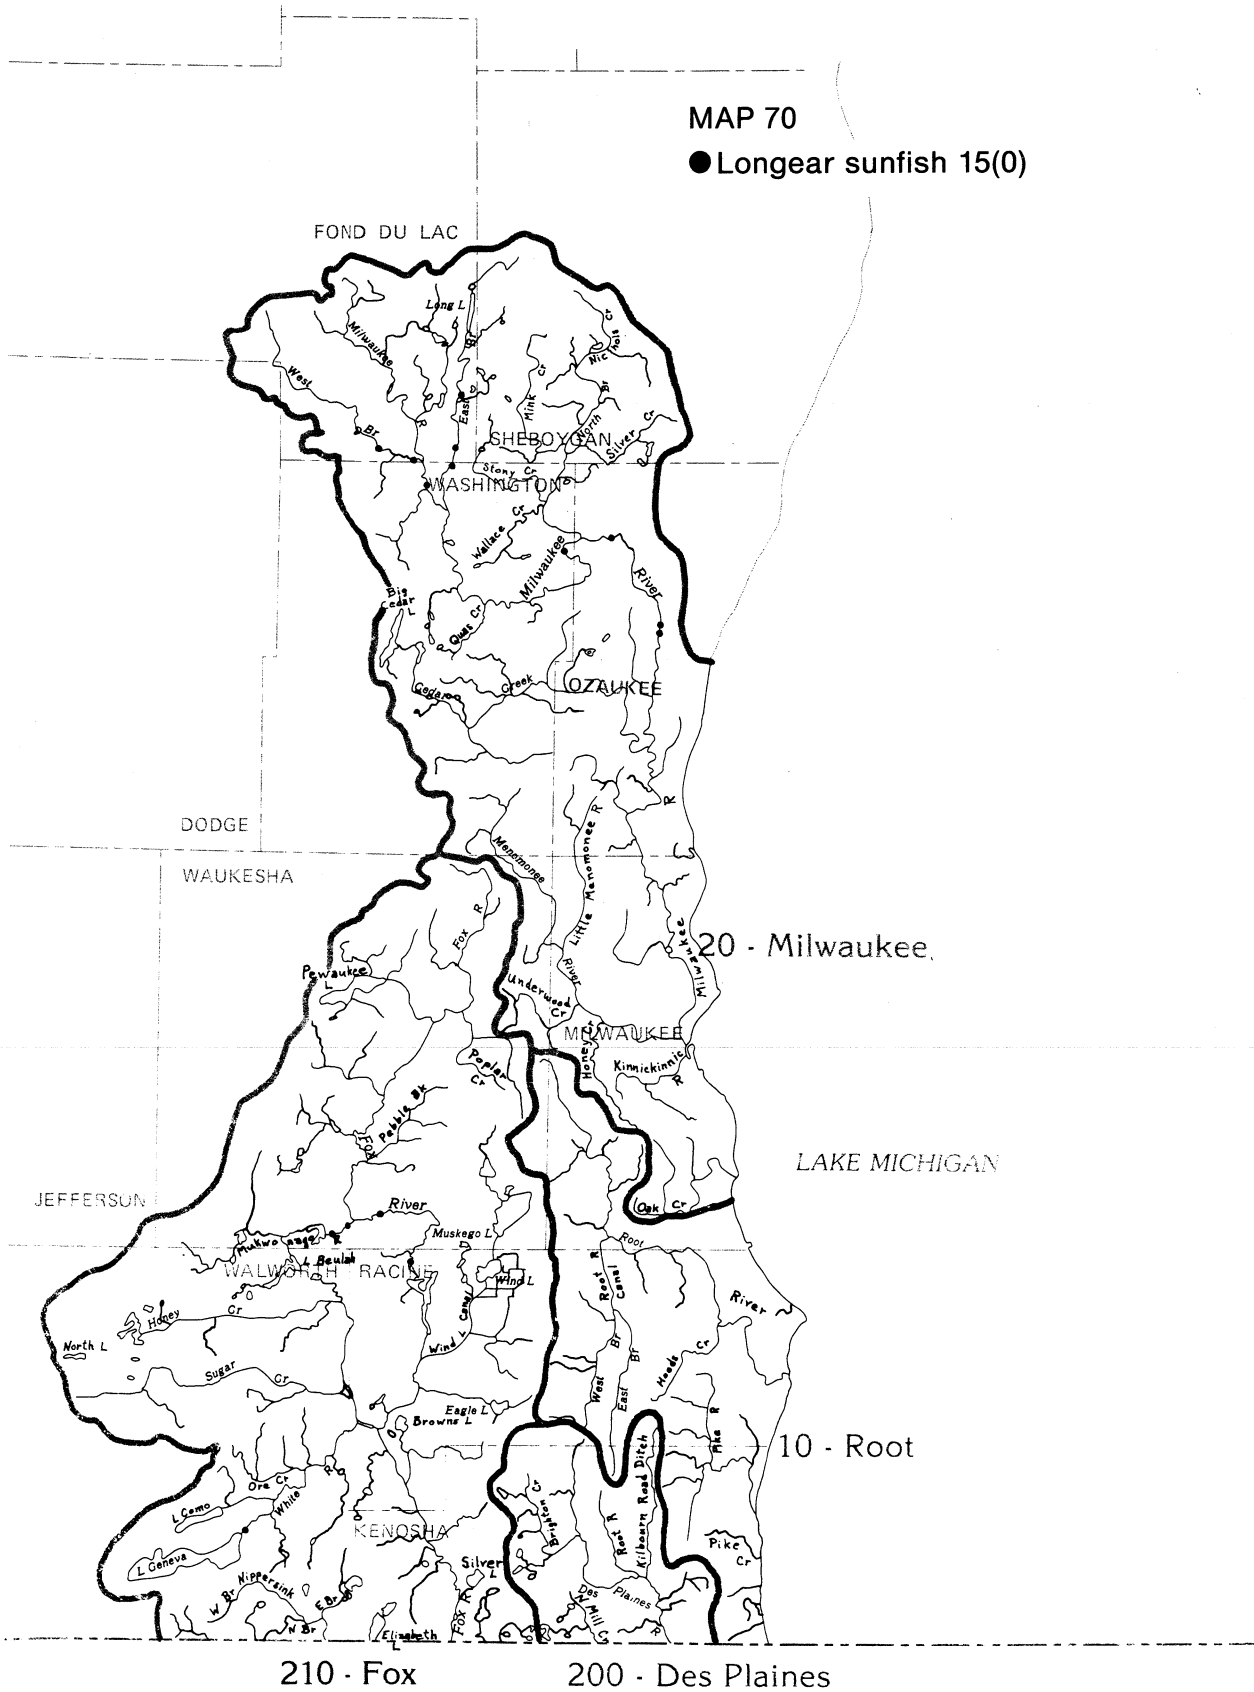 MAP 70
● Longear sunfish 15(0)
FOND DU LAC
Long L
Milwaukee
R
West
Br
East
Br
Mink
Cr
Nichols
Cr
North
Br
Silver
Cr
SHEBOYGAN
Stony Cr
WASHINGTON
Wallace
Cr
Milwaukee
River
Big
Cedar
L
Quas Cr
Cedar
Creek
OZAUKEE
DODGE
WAUKESHA
Menomonee
Little Menomonee R
R
Milwaukee
20 - Milwaukee
Fox
R
Pewaukee
L
River
Underwood
Cr
MILWAUKEE
Honey Cr
Kinnickinnic
R
Poplar
Cr
Pebble Bk
Fox
LAKE MICHIGAN
JEFFERSON
Oak Cr
River
Mukwonago
R
Muskego L
Root
L Beulah
WALWORTH
RACINE
Wind L
Root R
Canal
River
Honey
Cr
Wind L Canal
North L
Sugar
Cr
West
Br
East
Br
Hoods
Cr
Eagle L
Browns L
Pike
R
10 - Root
Ore Cr
R
White
L Como
Brighton
Cr
Root R
Kilbourn Road Ditch
KENOSHA
L Geneva
Silver
L
Pike
Cr
W Br
Nippersink
E Br
N Br
Des
Plaines
R
N Mill
Elizabeth
L
Fox R
210 - Fox
200 - Des Plaines